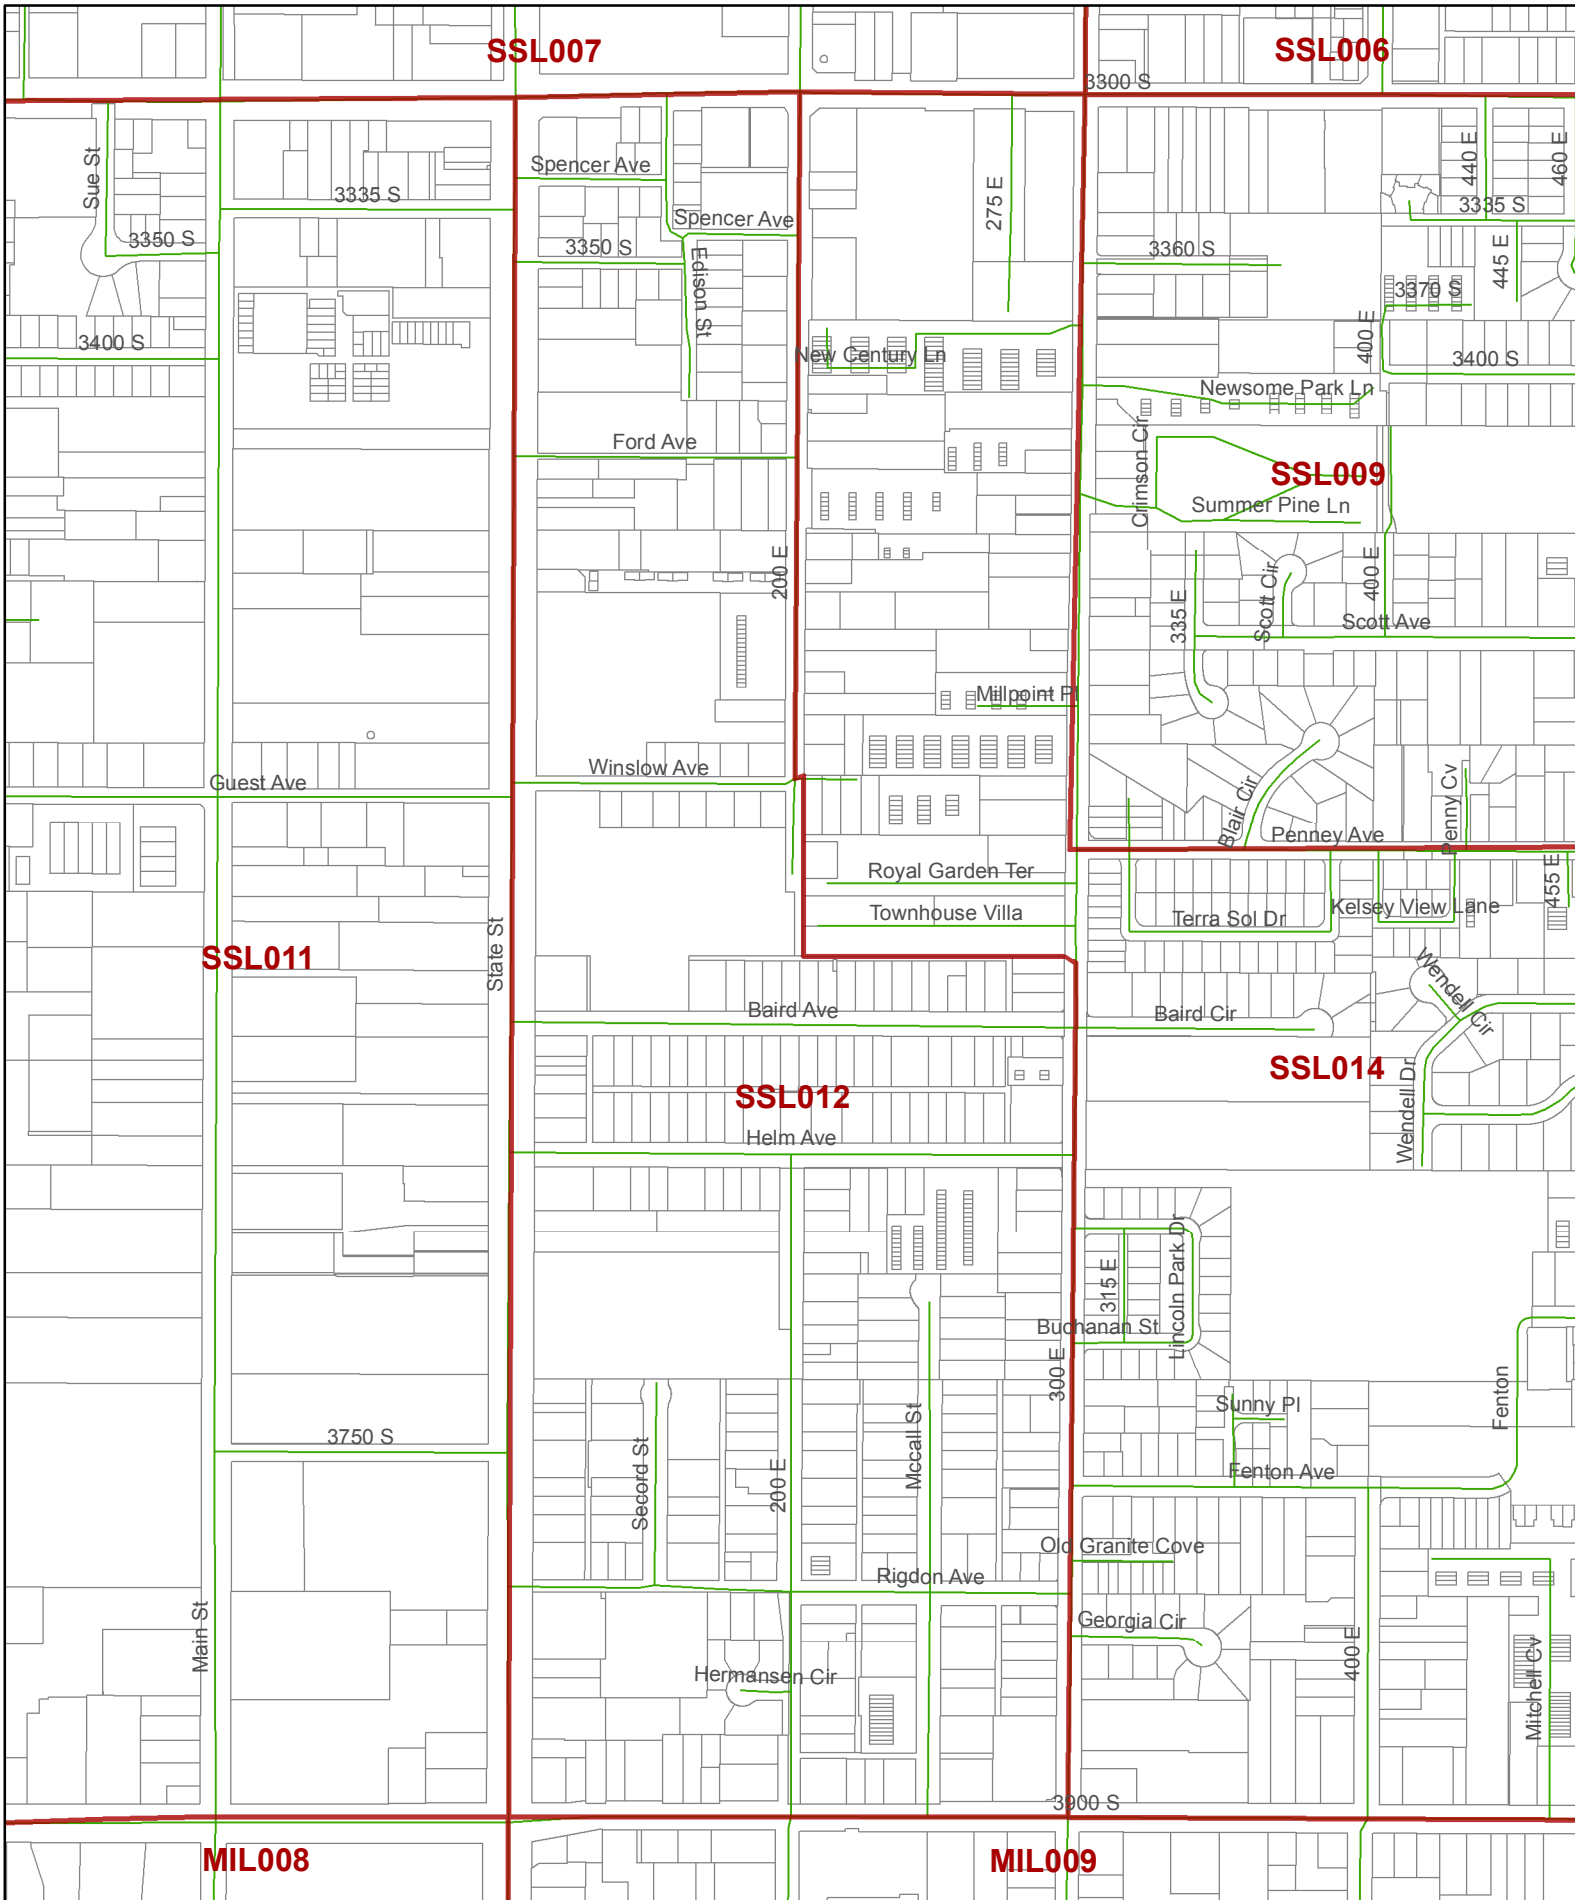 SSL007
SSL006
3300 S
Sue St
Spencer Ave
440 E
460 E
3335 S
275 E
3335 S
Spencer Ave
3350 S
3350 S
3360 S
445 E
Edison St
3370 S
400 E
3400 S
New Century Ln
3400 S
Newsome Park Ln
Ford Ave
Crimson Cir
SSL009
Summer Pine Ln
200 E
400 E
335 E
Scott Cir
Scott Ave
Millpoint Pl
Winslow Ave
Guest Ave
Blair Cir
Penny Cv
Penney Ave
Royal Garden Ter
455 E
Townhouse Villa
Terra Sol Dr
Kelsey View Lane
State St
SSL011
Wendell Cir
Baird Ave
Baird Cir
SSL014
SSL012
Wendell Dr
Helm Ave
315 E
Lincoln Park Dr
Buchanan St
300 E
Sunny Pl
Fenton
3750 S
Mccall St
Secord St
200 E
Fenton Ave
Old Granite Cove
Rigdon Ave
Main St
Georgia Cir
400 E
Hermansen Cir
Mitchell Cv
3900 S
MIL008
MIL009